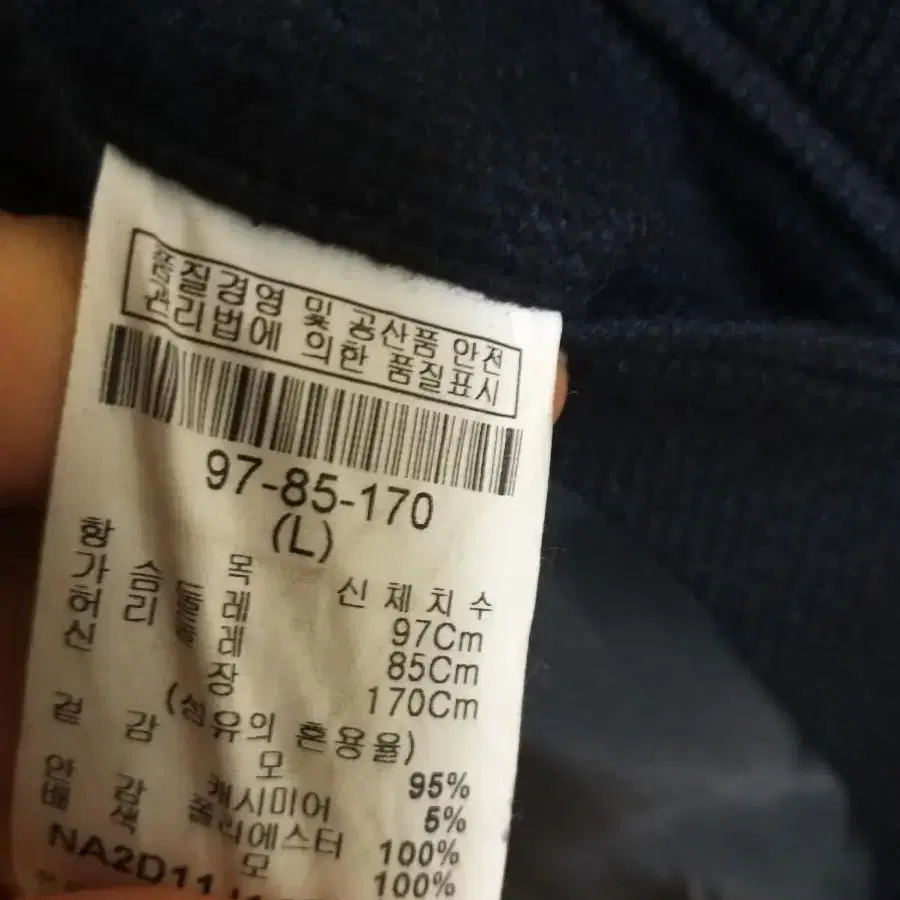 품질경영 및 공산품 안전
관리법에 의한 품질표시
97-85-170
(L)
항 목 신 체 치 수
가 슴 둘 레 97Cm
허 리 둘 레 85Cm
신 장 170Cm
(섬유의 혼용율)
겉 감 모 95%
캐시미어 5%
안 감 폴리에스터 100%
배 색 모 100%
NA2D11